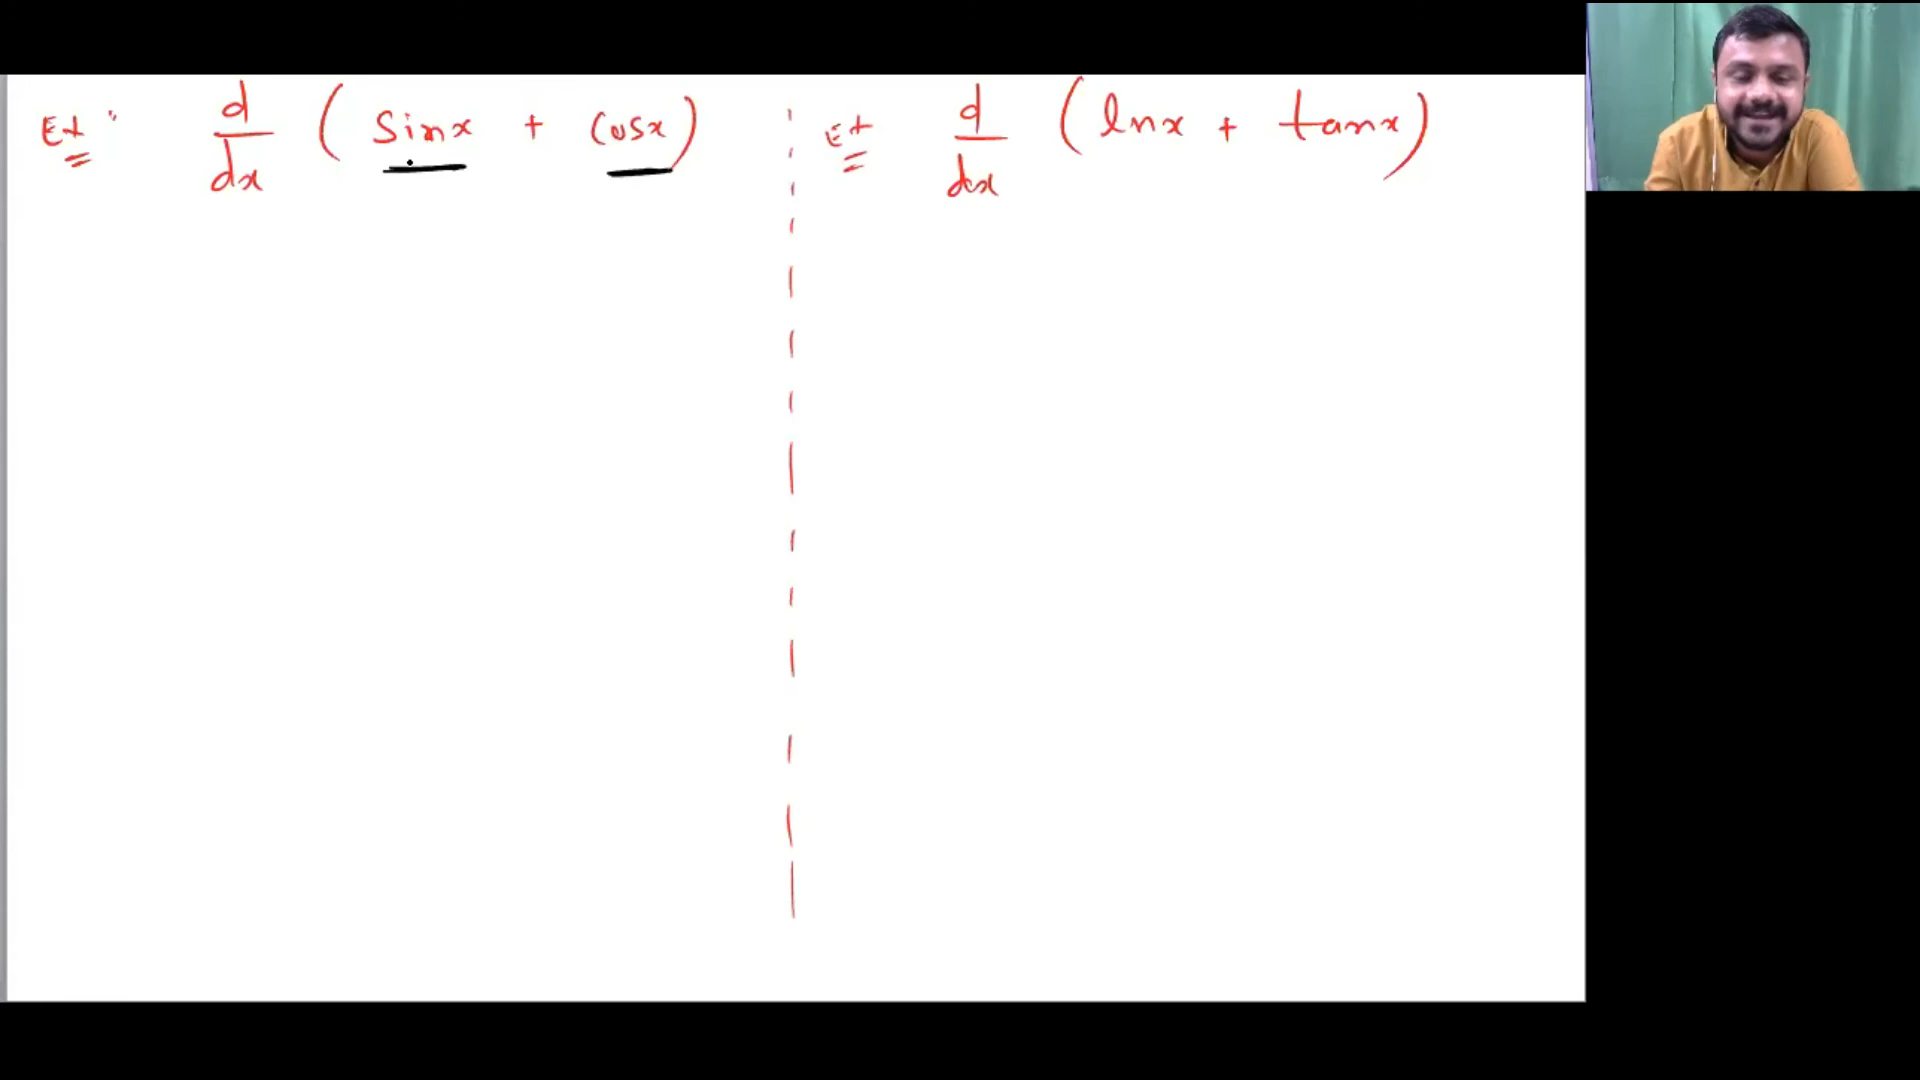 Ex: d/dx ( sinx + cosx)
Ex d/dx (lnx + tanx)